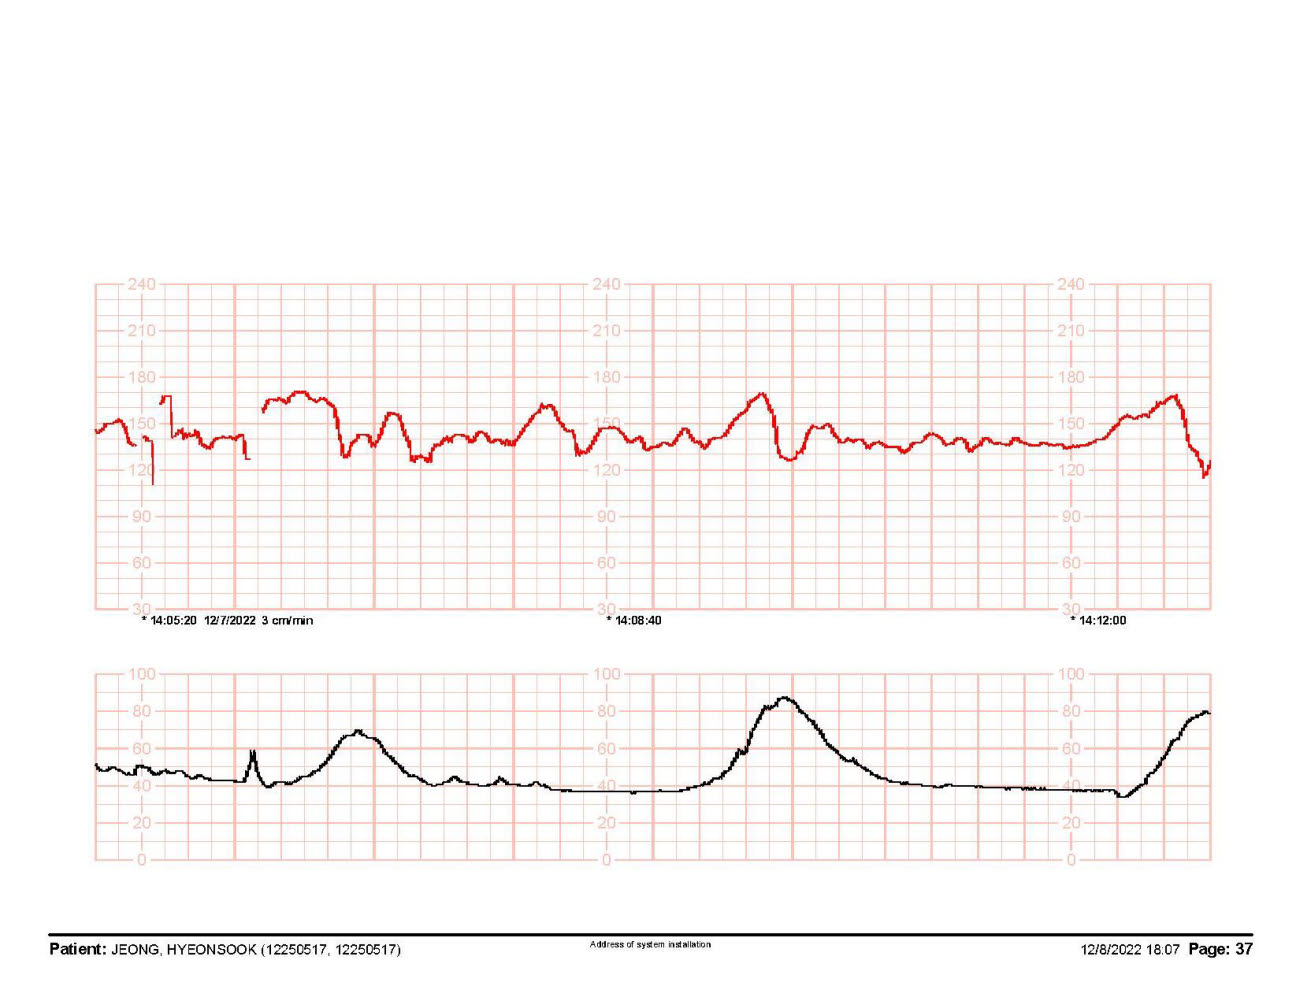 240 240 240
210 210 210
180 180 180
150 150 150
120 120 120
90 90 90
60 60 60
30 30 30
* 14:05:20 12/7/2022 3 cm/min * 14:08:40 * 14:12:00
100 100 100
80 80 80
60 60 60
40 40 40
20 20 20
0 0 0
Patient: JEONG, HYEONSOOK (12250517, 12250517) Address of system installation 12/8/2022 18:07 Page: 37